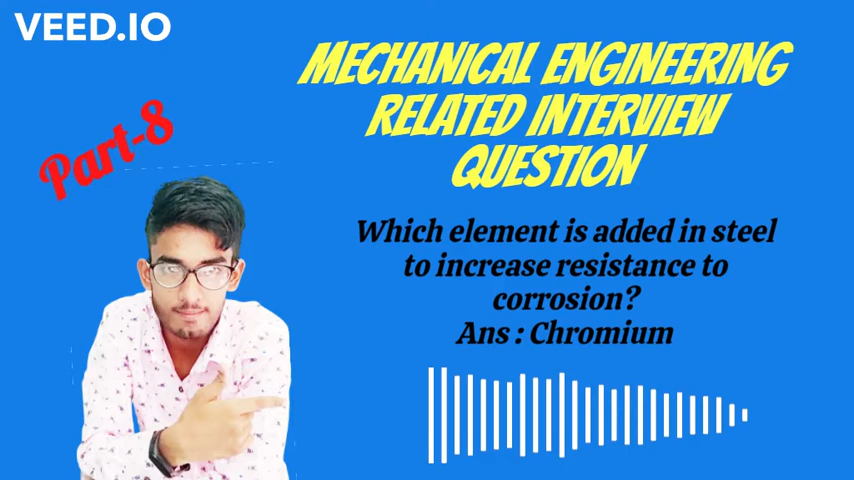 VEED.IO
MECHANICAL ENGINEERING
RELATED INTERVIEW
QUESTION
Part-8
Which element is added in steel
to increase resistance to
corrosion?
Ans : Chromium